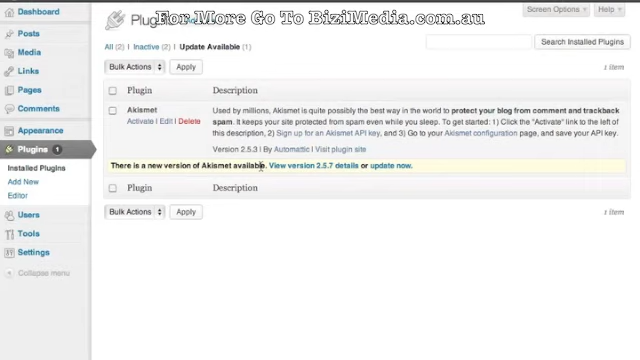 For More Go To BiziMedia.com.au
Dashboard
Posts
Media
Links
Pages
Comments
Appearance
Plugins 1
Installed Plugins
Add New
Editor
Users
Tools
Settings
Collapse menu
Screen Options
Help
All (2) | Inactive (2) | Update Available (1)
Search Installed Plugins
Bulk Actions
Apply
1 item
Plugin
Description
Akismet
Activate | Edit | Delete
Used by millions, Akismet is quite possibly the best way in the world to protect your blog from comment and trackback
spam. It keeps your site protected from spam even while you sleep. To get started: 1) Click the "Activate" link to the left of
this description, 2) Sign up for an Akismet API key, and 3) Go to your Akismet configuration page, and save your API key.
Version 2.5.3 | By Automattic | Visit plugin site
There is a new version of Akismet available. View version 2.5.7 details or update now.
Plugin
Description
Bulk Actions
Apply
1 item